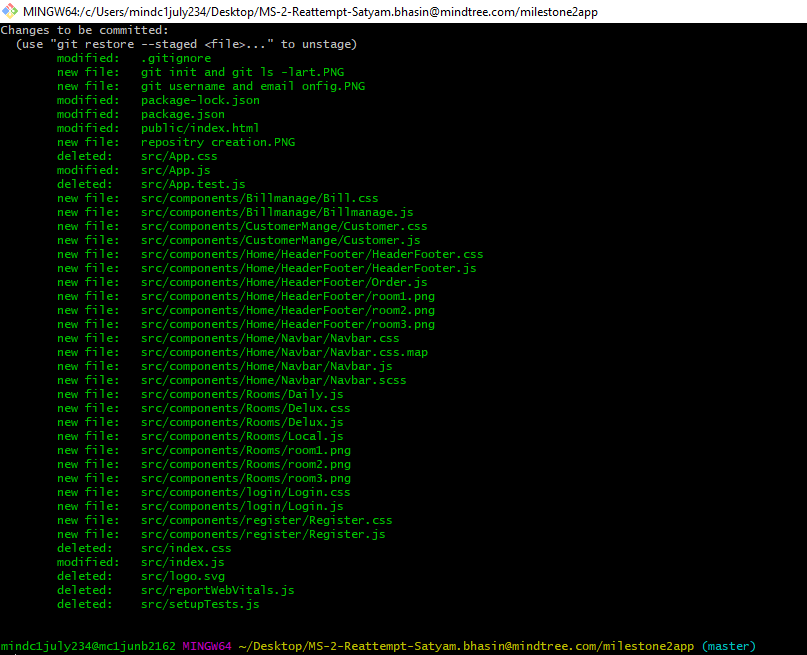 MINGW64:/c/Users/mindc1july234/Desktop/MS-2-Reattempt-Satyam.bhasin@mindtree.com/milestone2app
Changes to be committed:
  (use "git restore --staged <file>..." to unstage)
        modified:   .gitignore
        new file:   git init and git ls -lart.PNG
        new file:   git username and email onfig.PNG
        modified:   package-lock.json
        modified:   package.json
        modified:   public/index.html
        new file:   repositry creation.PNG
        deleted:    src/App.css
        modified:   src/App.js
        deleted:    src/App.test.js
        new file:   src/components/Billmanage/Bill.css
        new file:   src/components/Billmanage/Billmanage.js
        new file:   src/components/CustomerMange/Customer.css
        new file:   src/components/CustomerMange/Customer.js
        new file:   src/components/Home/HeaderFooter/HeaderFooter.css
        new file:   src/components/Home/HeaderFooter/HeaderFooter.js
        new file:   src/components/Home/HeaderFooter/Order.js
        new file:   src/components/Home/HeaderFooter/room1.png
        new file:   src/components/Home/HeaderFooter/room2.png
        new file:   src/components/Home/HeaderFooter/room3.png
        new file:   src/components/Home/Navbar/Navbar.css
        new file:   src/components/Home/Navbar/Navbar.css.map
        new file:   src/components/Home/Navbar/Navbar.js
        new file:   src/components/Home/Navbar/Navbar.scss
        new file:   src/components/Rooms/Daily.js
        new file:   src/components/Rooms/Delux.css
        new file:   src/components/Rooms/Delux.js
        new file:   src/components/Rooms/Local.js
        new file:   src/components/Rooms/room1.png
        new file:   src/components/Rooms/room2.png
        new file:   src/components/Rooms/room3.png
        new file:   src/components/login/Login.css
        new file:   src/components/login/Login.js
        new file:   src/components/register/Register.css
        new file:   src/components/register/Register.js
        deleted:    src/index.css
        modified:   src/index.js
        deleted:    src/logo.svg
        deleted:    src/reportWebVitals.js
        deleted:    src/setupTests.js
mindc1july234@mc1junb2162 MINGW64 ~/Desktop/MS-2-Reattempt-Satyam.bhasin@mindtree.com/milestone2app (master)